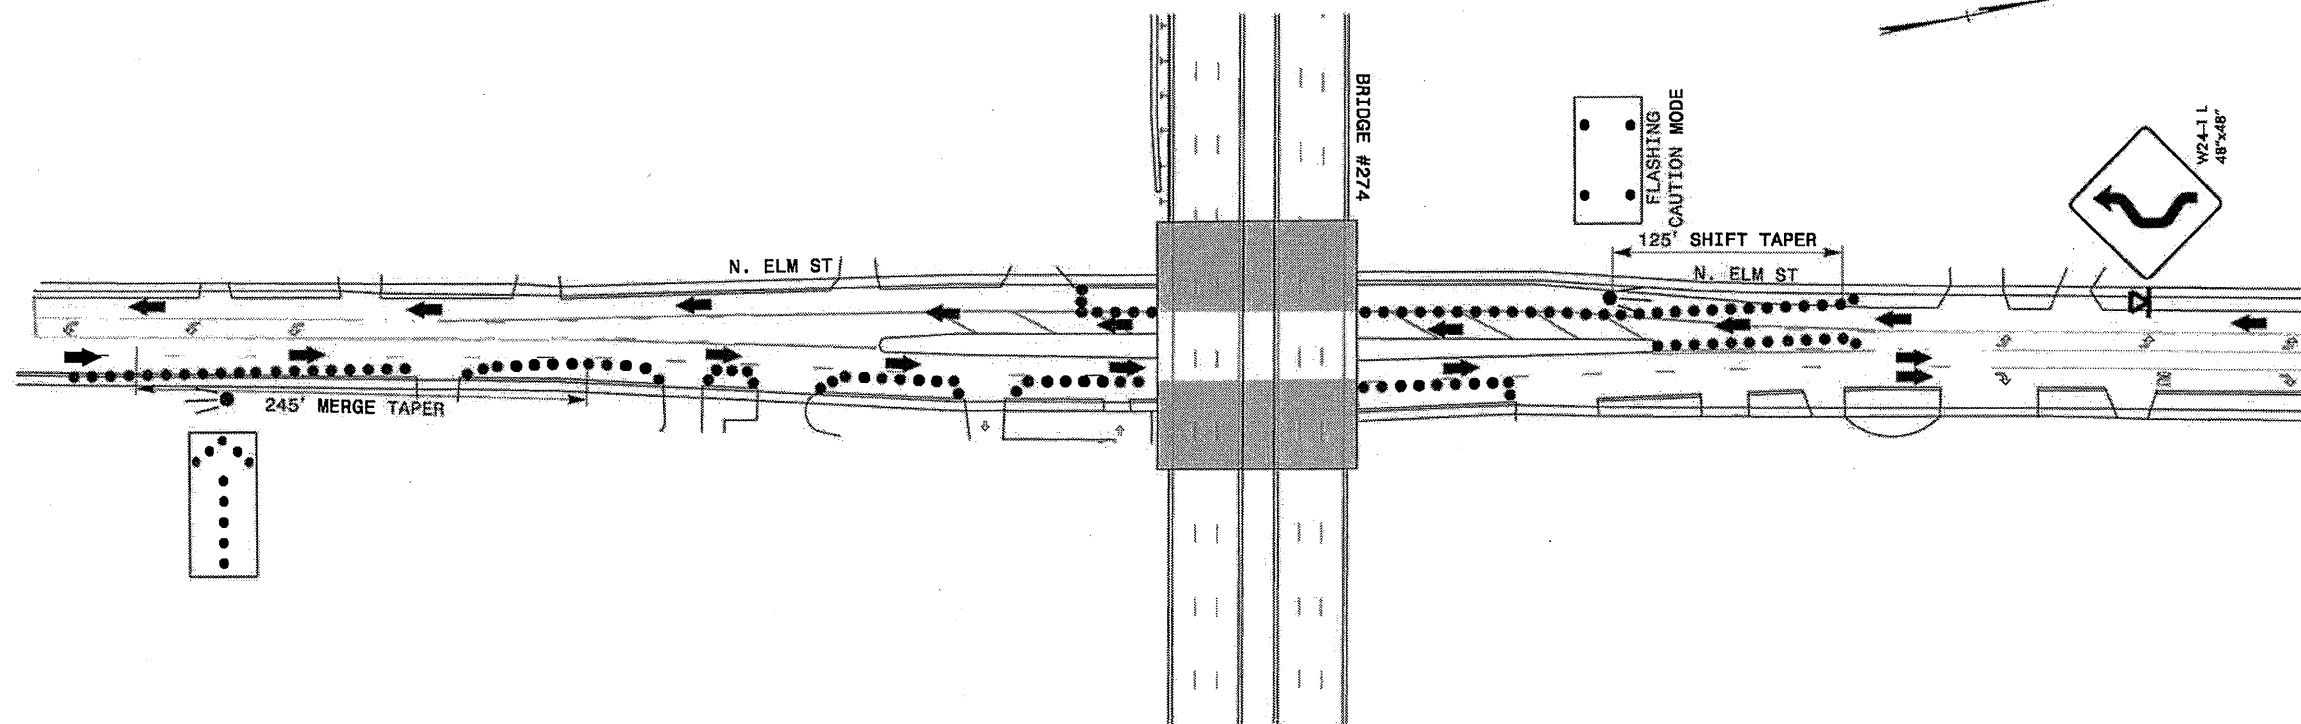 BRIDGE #274
FLASHING
CAUTION MODE
W24-1 L
48"x48"
125' SHIFT TAPER
N. ELM ST
N. ELM ST
245' MERGE TAPER